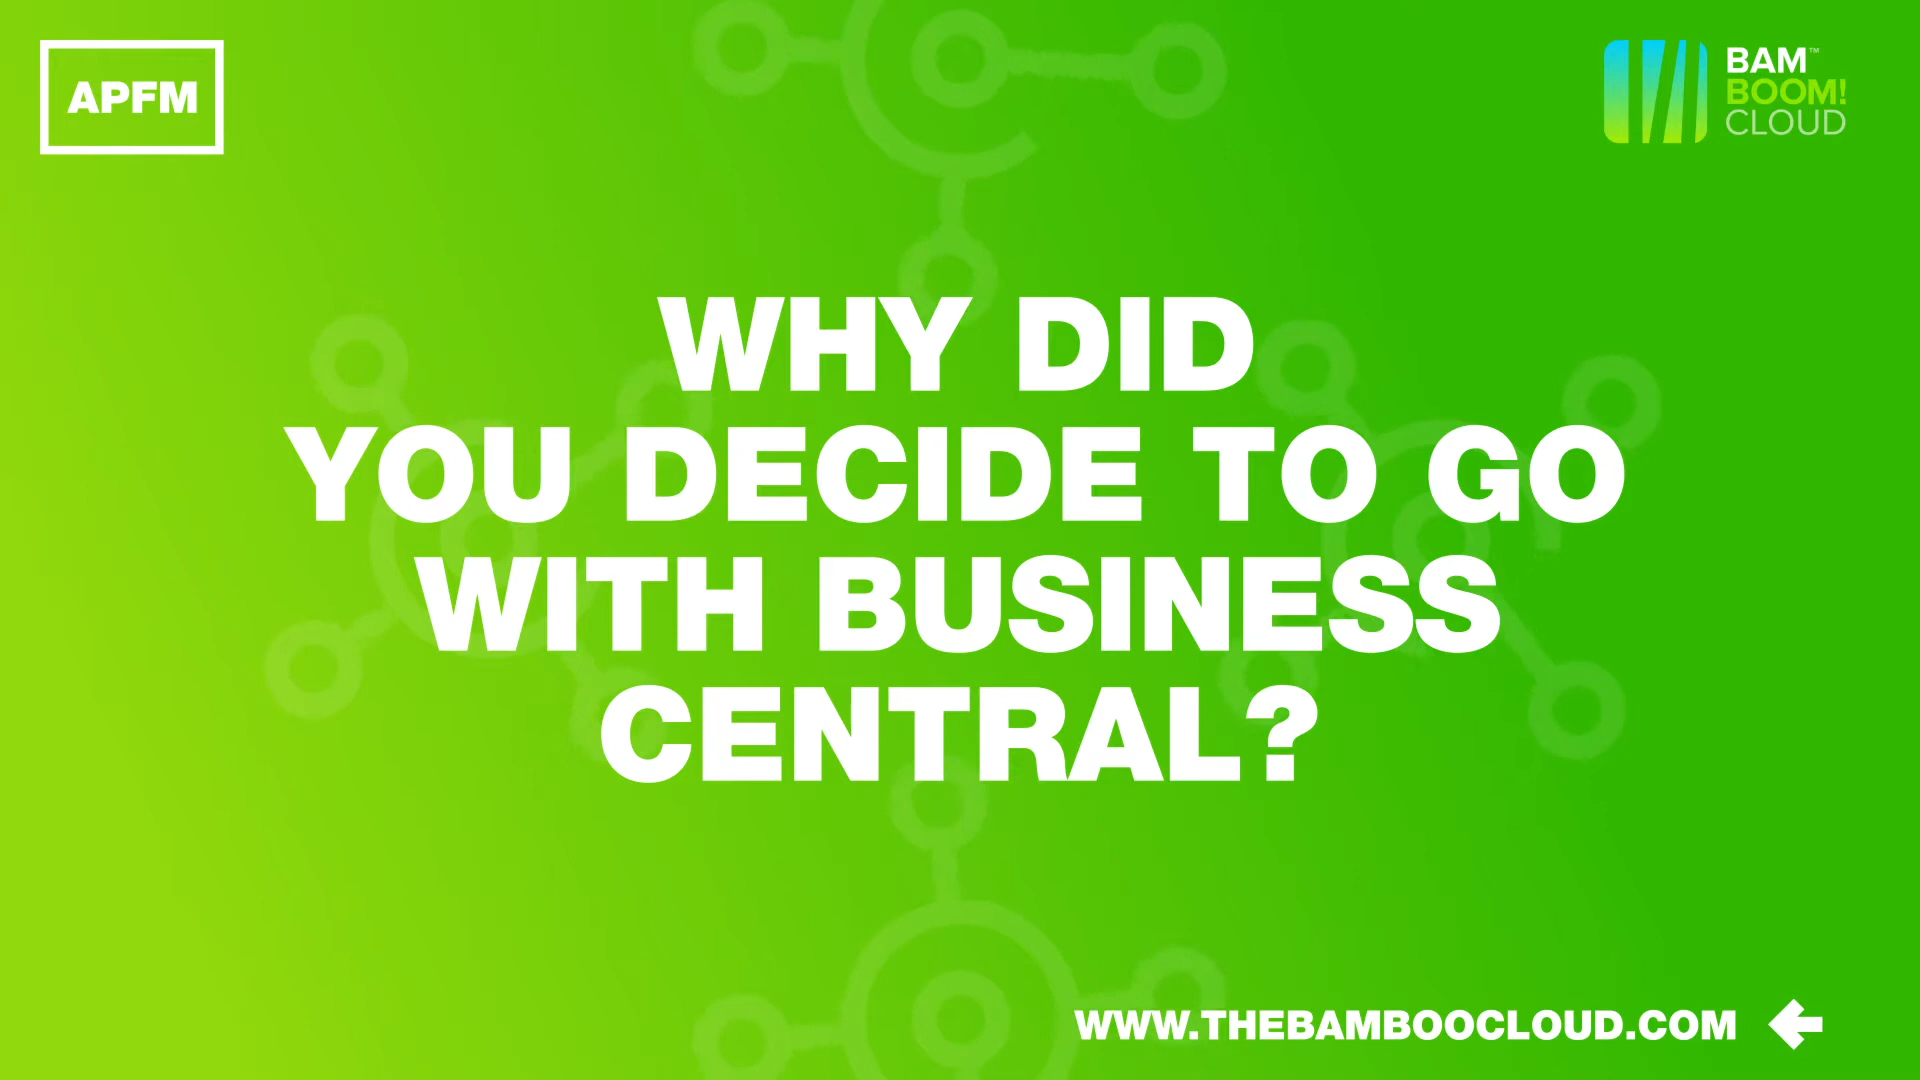 APFM
BAM™
BOOM!
CLOUD
WHY DID
YOU DECIDE TO GO
WITH BUSINESS
CENTRAL?
WWW.THEBAMBOOCLOUD.COM